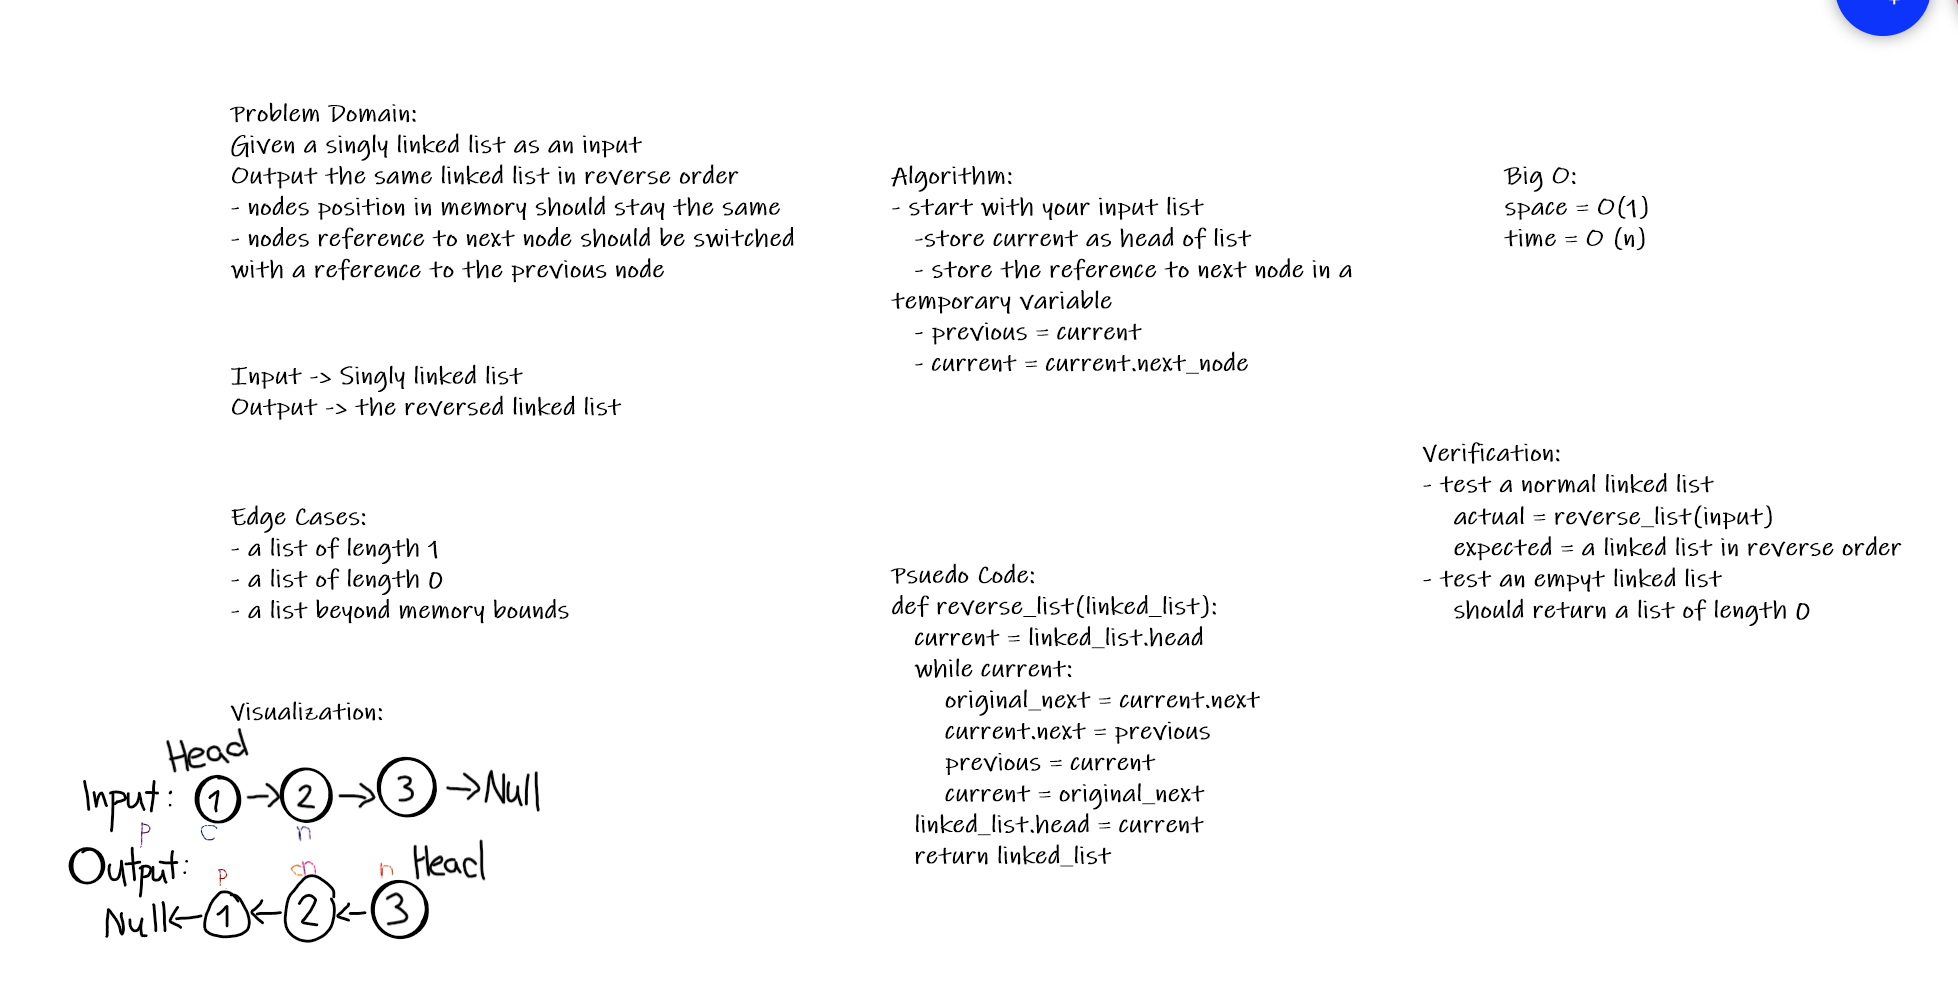 Problem Domain:
Given a singly linked list as an input
Output the same linked list in reverse order
- nodes position in memory should stay the same
- nodes reference to next node should be switched
with a reference to the previous node
Input -> Singly linked list
Output -> the reversed linked list
Edge Cases:
- a list of length 1
- a list of length 0
- a list beyond memory bounds
Visualization:
Head
Input: 1 → 2 → 3 → Null
p c n
Output:
p cn n Head
Null ← 1 ← 2 ← 3
Algorithm:
- start with your input list
-store current as head of list
- store the reference to next node in a
temporary variable
- previous = current
- current = current.next_node
Psuedo Code:
def reverse_list(linked_list):
current = linked_list.head
while current:
original_next = current.next
current.next = previous
previous = current
current = original_next
linked_list.head = current
return linked_list
Big O:
space = O(1)
time = O (n)
Verification:
- test a normal linked list
actual = reverse_list(input)
expected = a linked list in reverse order
- test an empyt linked list
should return a list of length 0